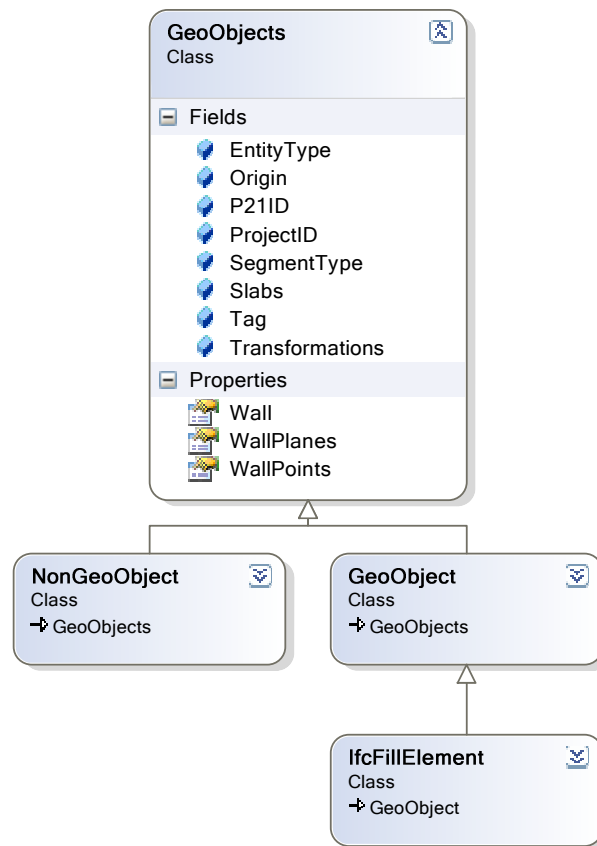 GeoObjects
Class
Fields
EntityType
Origin
P21ID
ProjectID
SegmentType
Slabs
Tag
Transformations
Properties
Wall
WallPlanes
WallPoints
NonGeoObject
Class
GeoObjects
GeoObject
Class
GeoObjects
IfcFillElement
Class
GeoObject